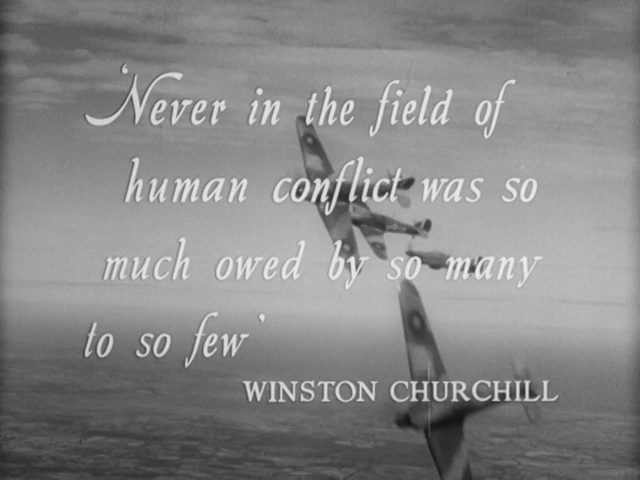 'Never in the field of
human conflict was so
much owed by so many
to so few'
WINSTON CHURCHILL